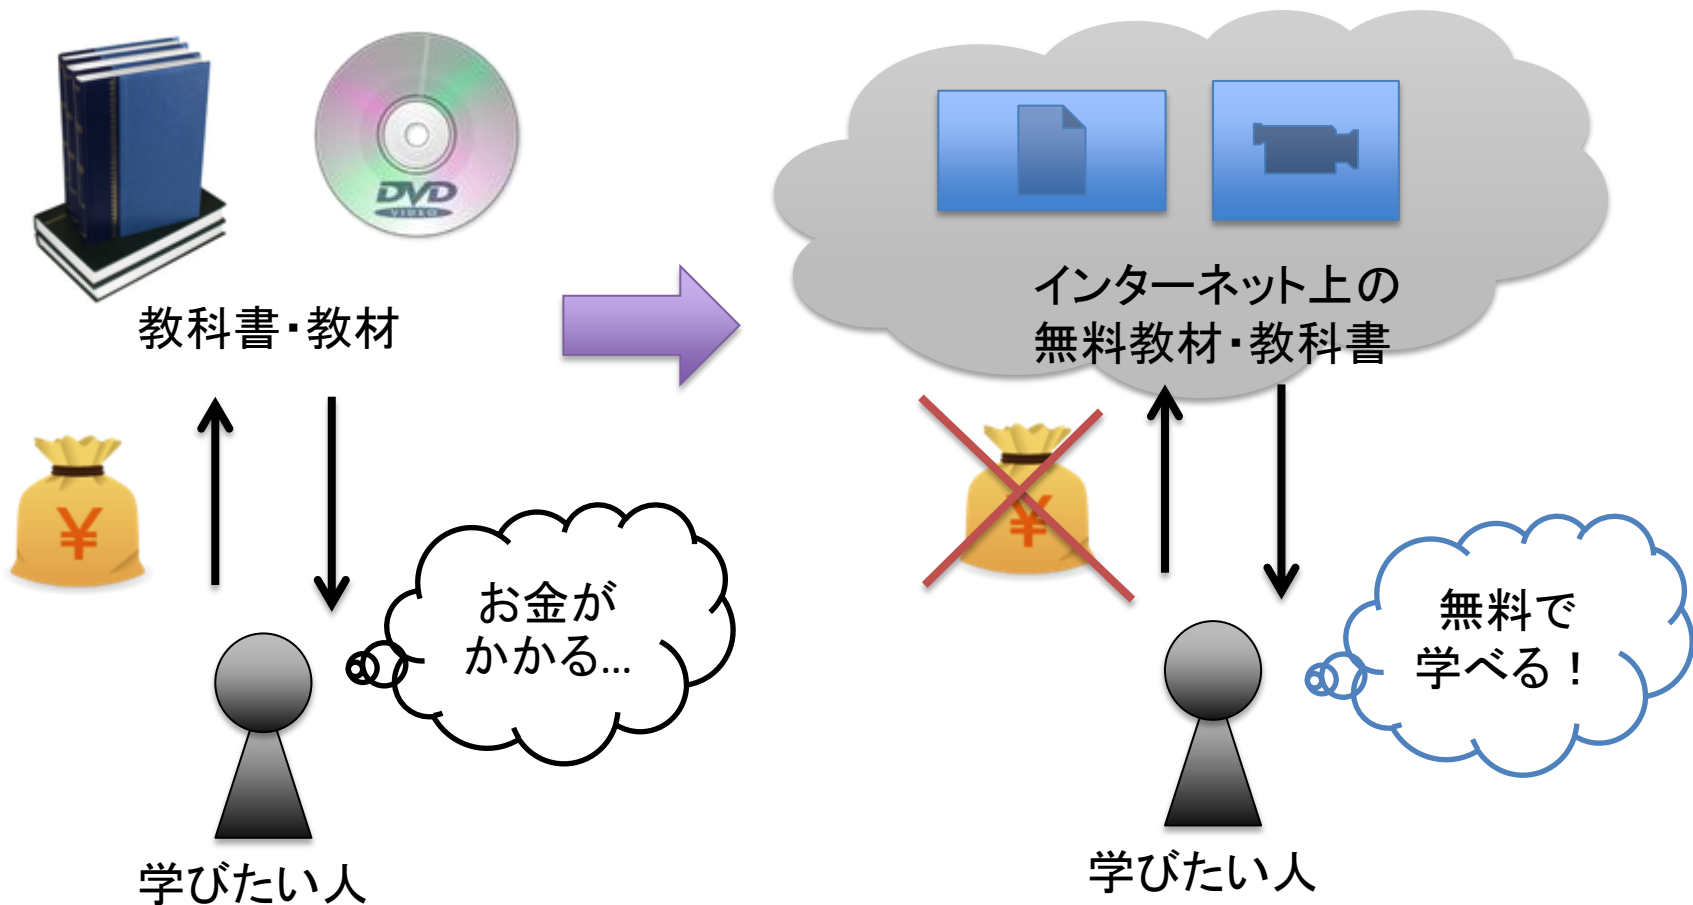 DVD
VIDEO
教科書・教材
¥
お金が
かかる...
学びたい人
インターネット上の
無料教材・教科書
¥
無料で
学べる！
学びたい人